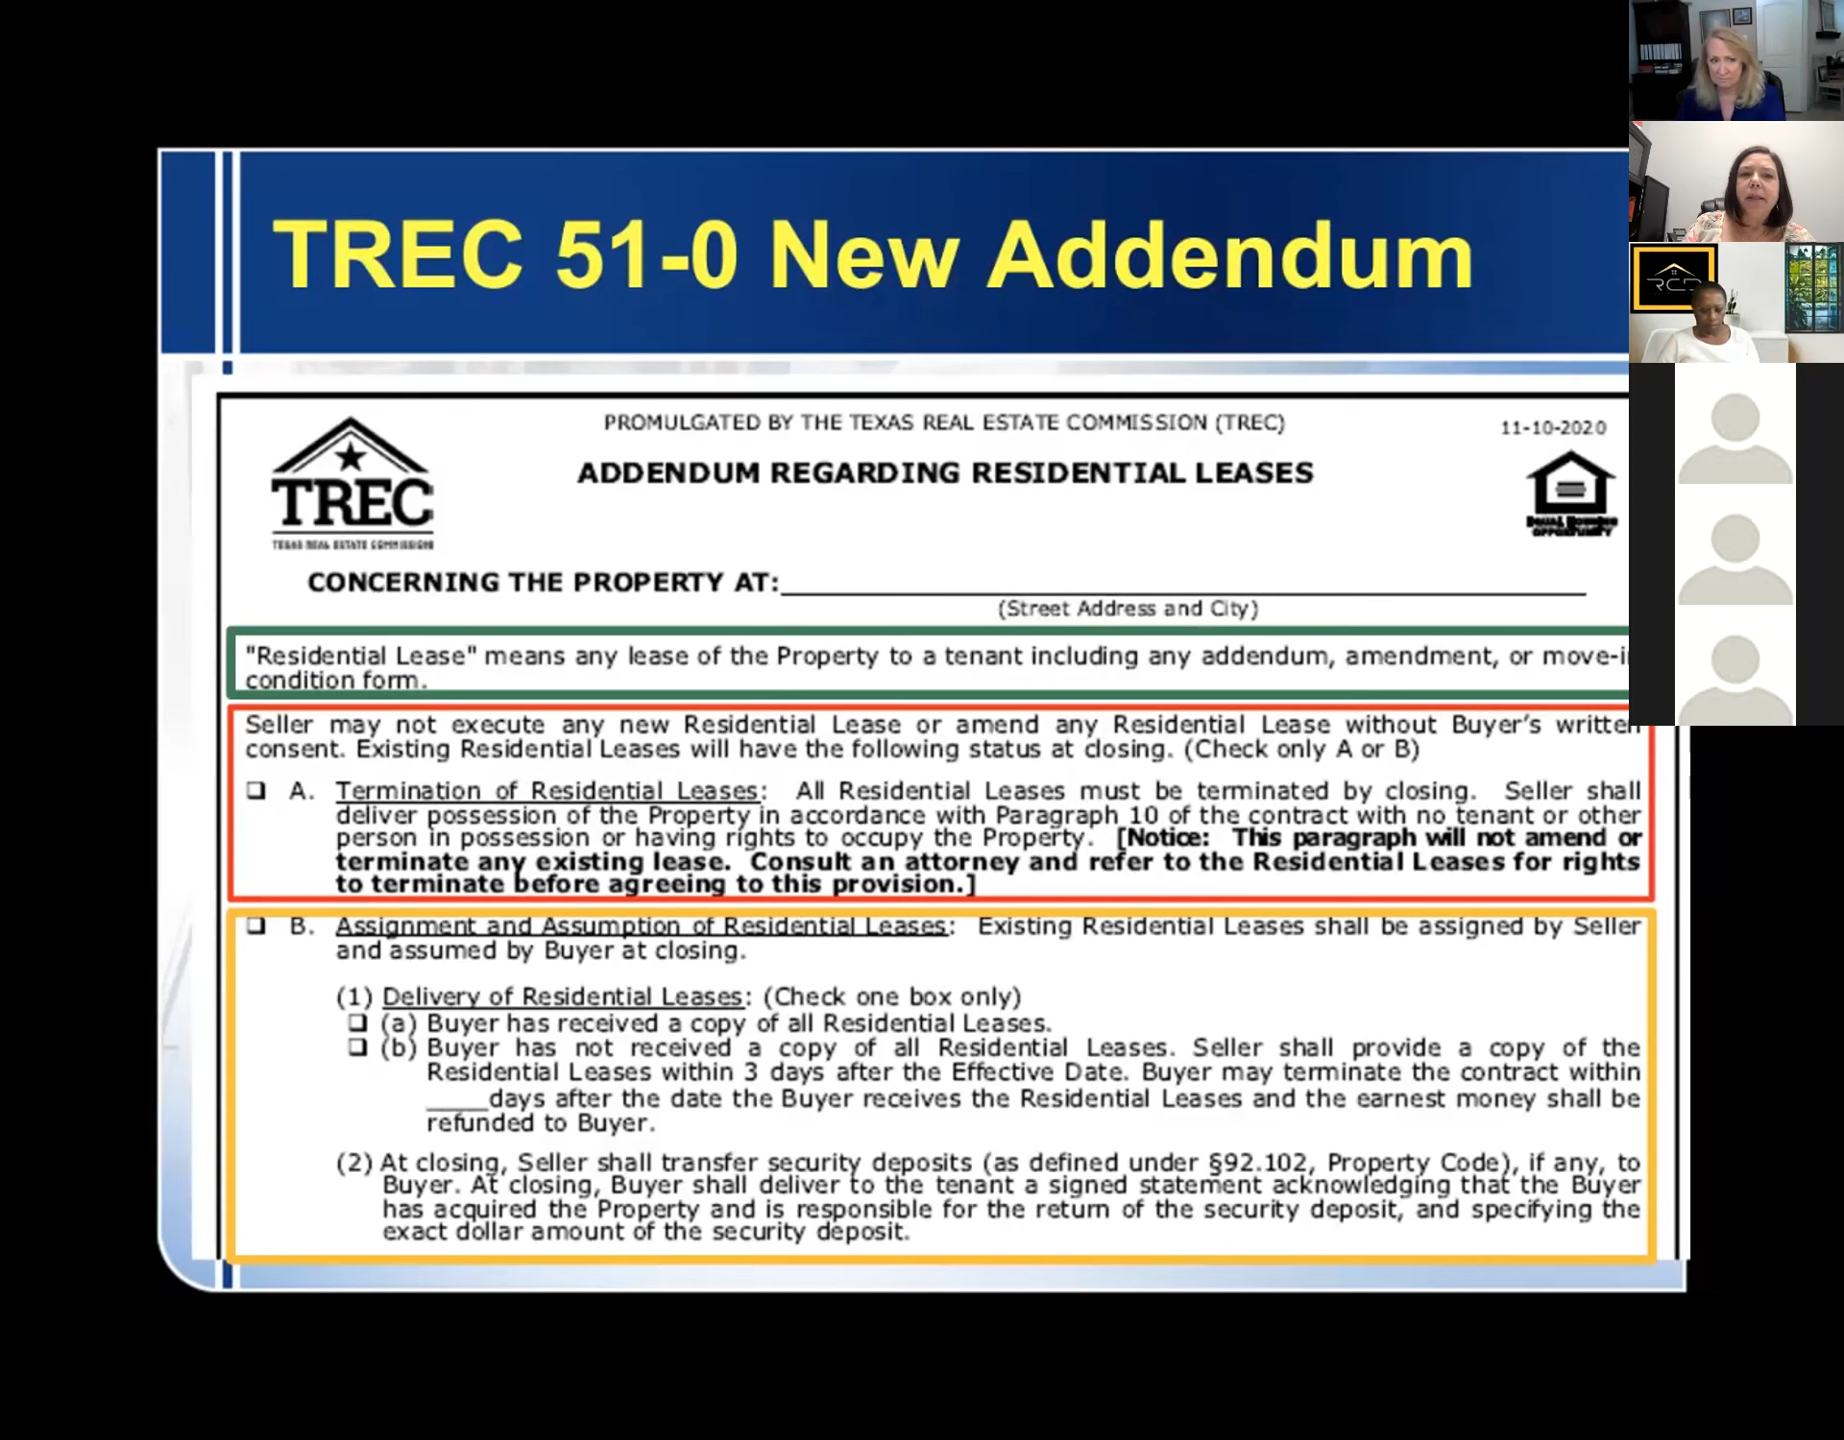 TREC 51-0 New Addendum
PROMULGATED BY THE TEXAS REAL ESTATE COMMISSION (TREC)
11-10-2020
TREC
TEXAS REAL ESTATE COMMISSION
ADDENDUM REGARDING RESIDENTIAL LEASES
EQUAL HOUSING
OPPORTUNITY
CONCERNING THE PROPERTY AT:
(Street Address and City)
"Residential Lease" means any lease of the Property to a tenant including any addendum, amendment, or move-i
condition form.
Seller may not execute any new Residential Lease or amend any Residential Lease without Buyer's written
consent. Existing Residential Leases will have the following status at closing. (Check only A or B)
❑ A. Termination of Residential Leases: All Residential Leases must be terminated by closing. Seller shall
deliver possession of the Property in accordance with Paragraph 10 of the contract with no tenant or other
person in possession or having rights to occupy the Property. [Notice: This paragraph will not amend or
terminate any existing lease. Consult an attorney and refer to the Residential Leases for rights
to terminate before agreeing to this provision.]
❑ B. Assignment and Assumption of Residential Leases: Existing Residential Leases shall be assigned by Seller
and assumed by Buyer at closing.
(1) Delivery of Residential Leases: (Check one box only)
❑ (a) Buyer has received a copy of all Residential Leases.
❑ (b) Buyer has not received a copy of all Residential Leases. Seller shall provide a copy of the
Residential Leases within 3 days after the Effective Date. Buyer may terminate the contract within
____days after the date the Buyer receives the Residential Leases and the earnest money shall be
refunded to Buyer.
(2) At closing, Seller shall transfer security deposits (as defined under §92.102, Property Code), if any, to
Buyer. At closing, Buyer shall deliver to the tenant a signed statement acknowledging that the Buyer
has acquired the Property and is responsible for the return of the security deposit, and specifying the
exact dollar amount of the security deposit.
RCD